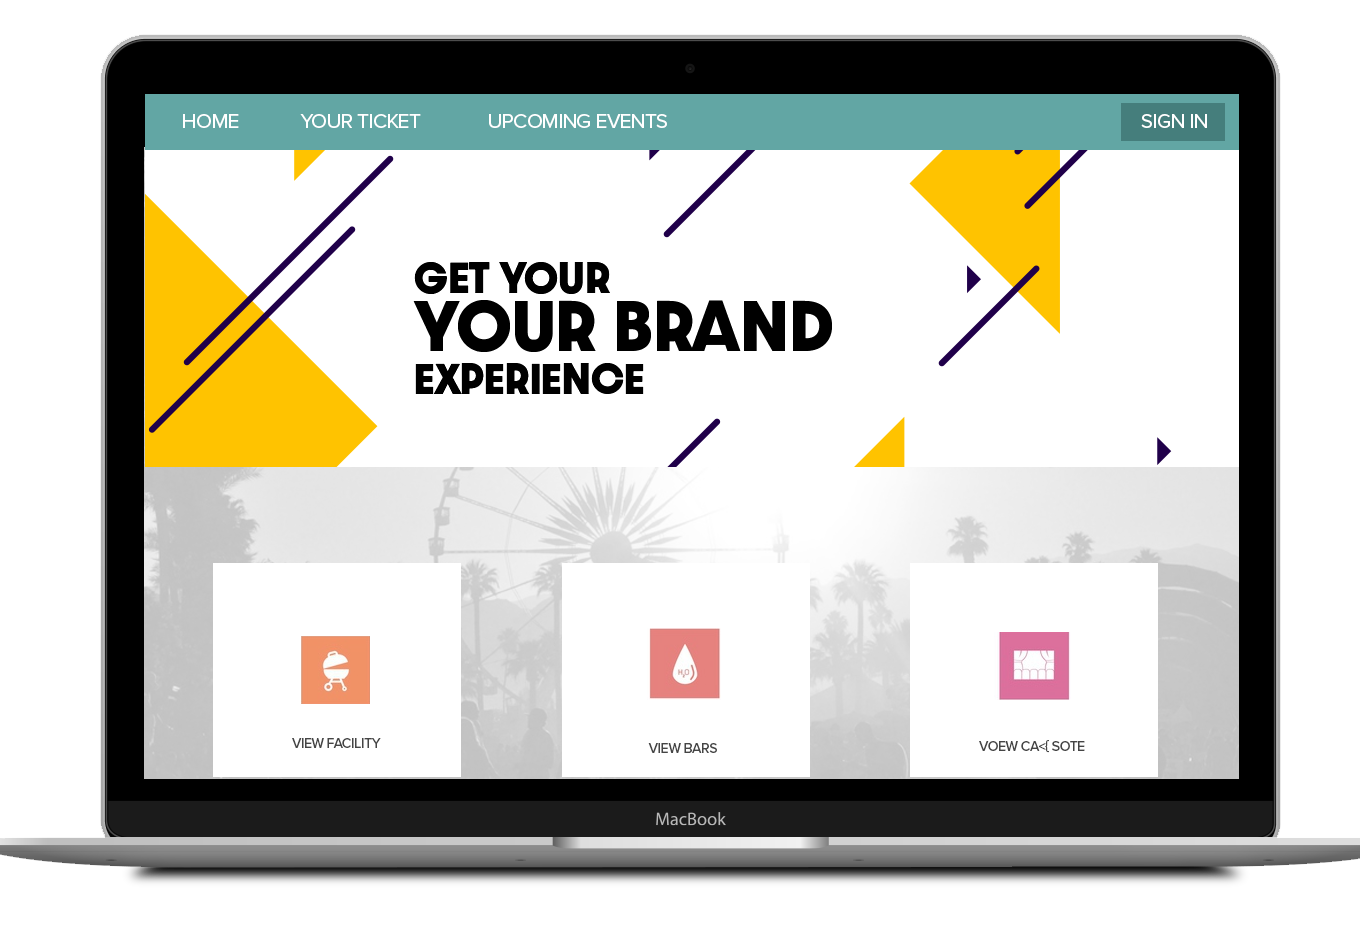 HOME YOUR TICKET UPCOMING EVENTS SIGN IN
GET YOUR
YOUR BRAND
EXPERIENCE
H₂O
VIEW FACILITY
VIEW BARS
VOEW CA<{ SOTE
MacBook